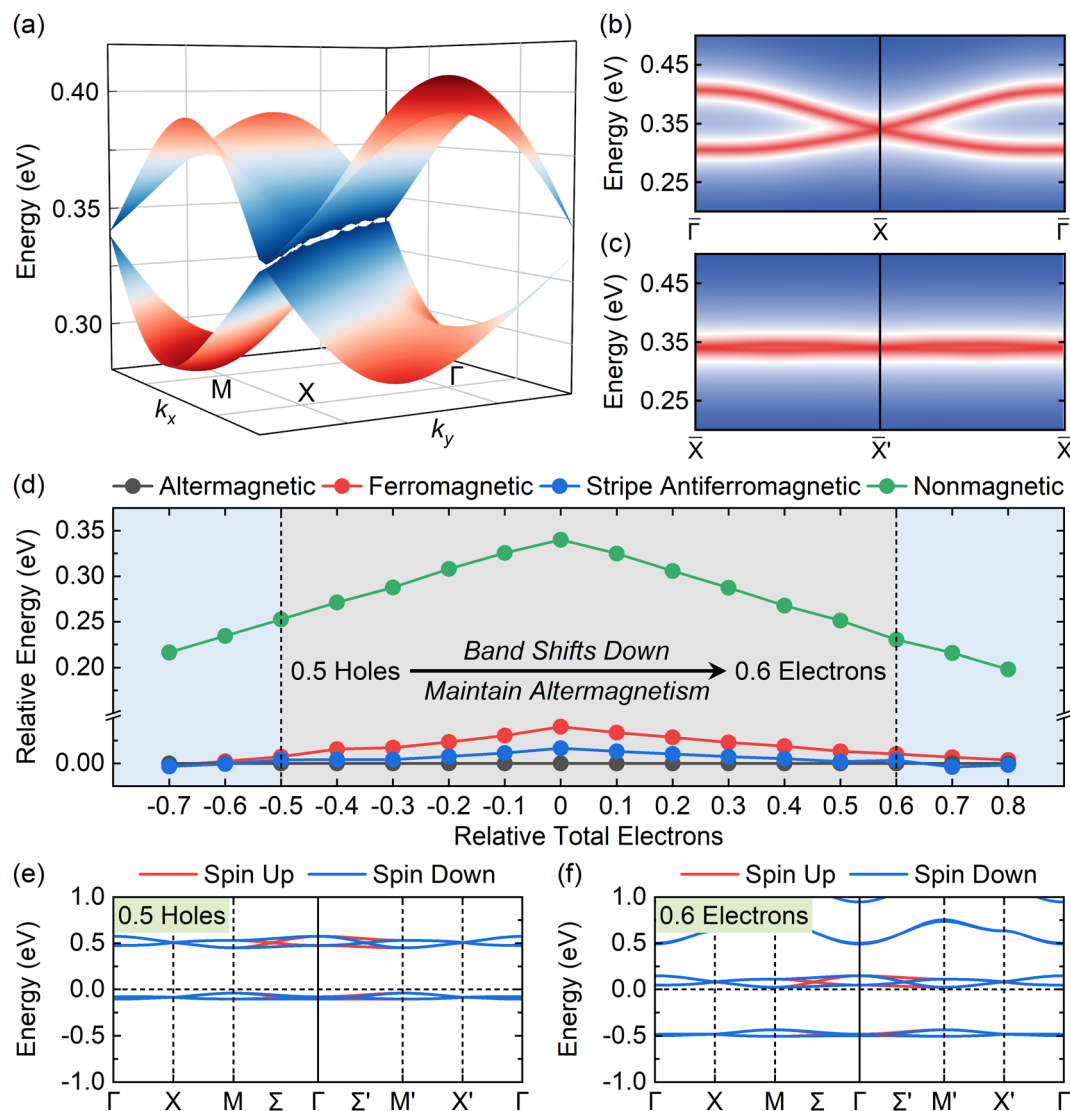 (a)
0.40
0.35
0.30
Energy (eV)
M
X
Γ
kx
ky
(b)
0.45
0.35
0.25
Energy (eV)
Γ̅ X̅ Γ̅
(c)
0.45
0.35
0.25
Energy (eV)
X̅ X̅' X̅
(d)
Altermagnetic Ferromagnetic Stripe Antiferromagnetic Nonmagnetic
0.35
0.30
0.25
0.20
0.00
Relative Energy (eV)
Band Shifts Down
0.5 Holes 0.6 Electrons
Maintain Altermagnetism
-0.7 -0.6 -0.5 -0.4 -0.3 -0.2 -0.1 0 0.1 0.2 0.3 0.4 0.5 0.6 0.7 0.8
Relative Total Electrons
(e)
Spin Up Spin Down
0.5 Holes
1.0
0.5
0.0
-0.5
-1.0
Energy (eV)
Γ X M Σ Γ Σ' M' X' Γ
(f)
Spin Up Spin Down
0.6 Electrons
1.0
0.5
0.0
-0.5
-1.0
Energy (eV)
Γ X M Σ Γ Σ' M' X' Γ